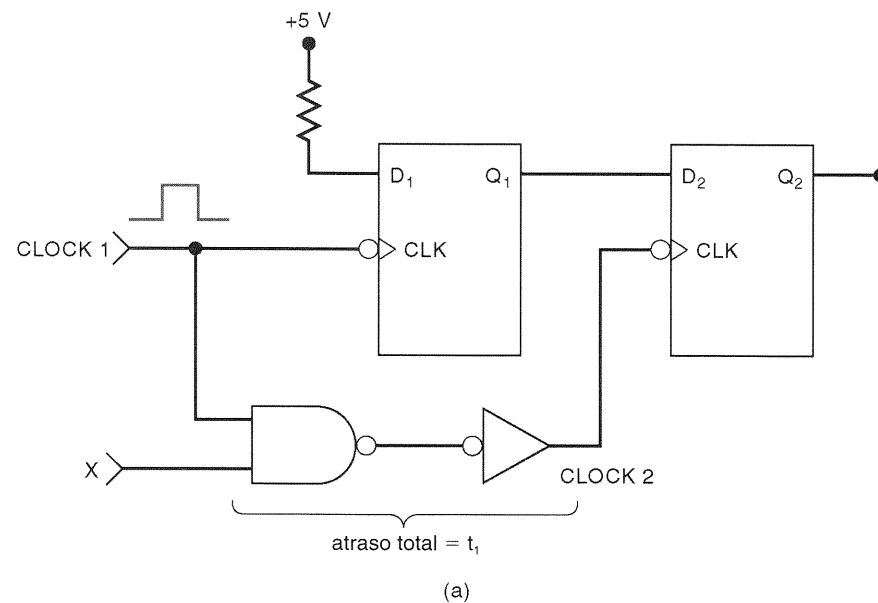 +5 V
D₁
Q₁
D₂
Q₂
CLOCK 1
CLK
CLK
X
CLOCK 2
atraso total = t₁
(a)